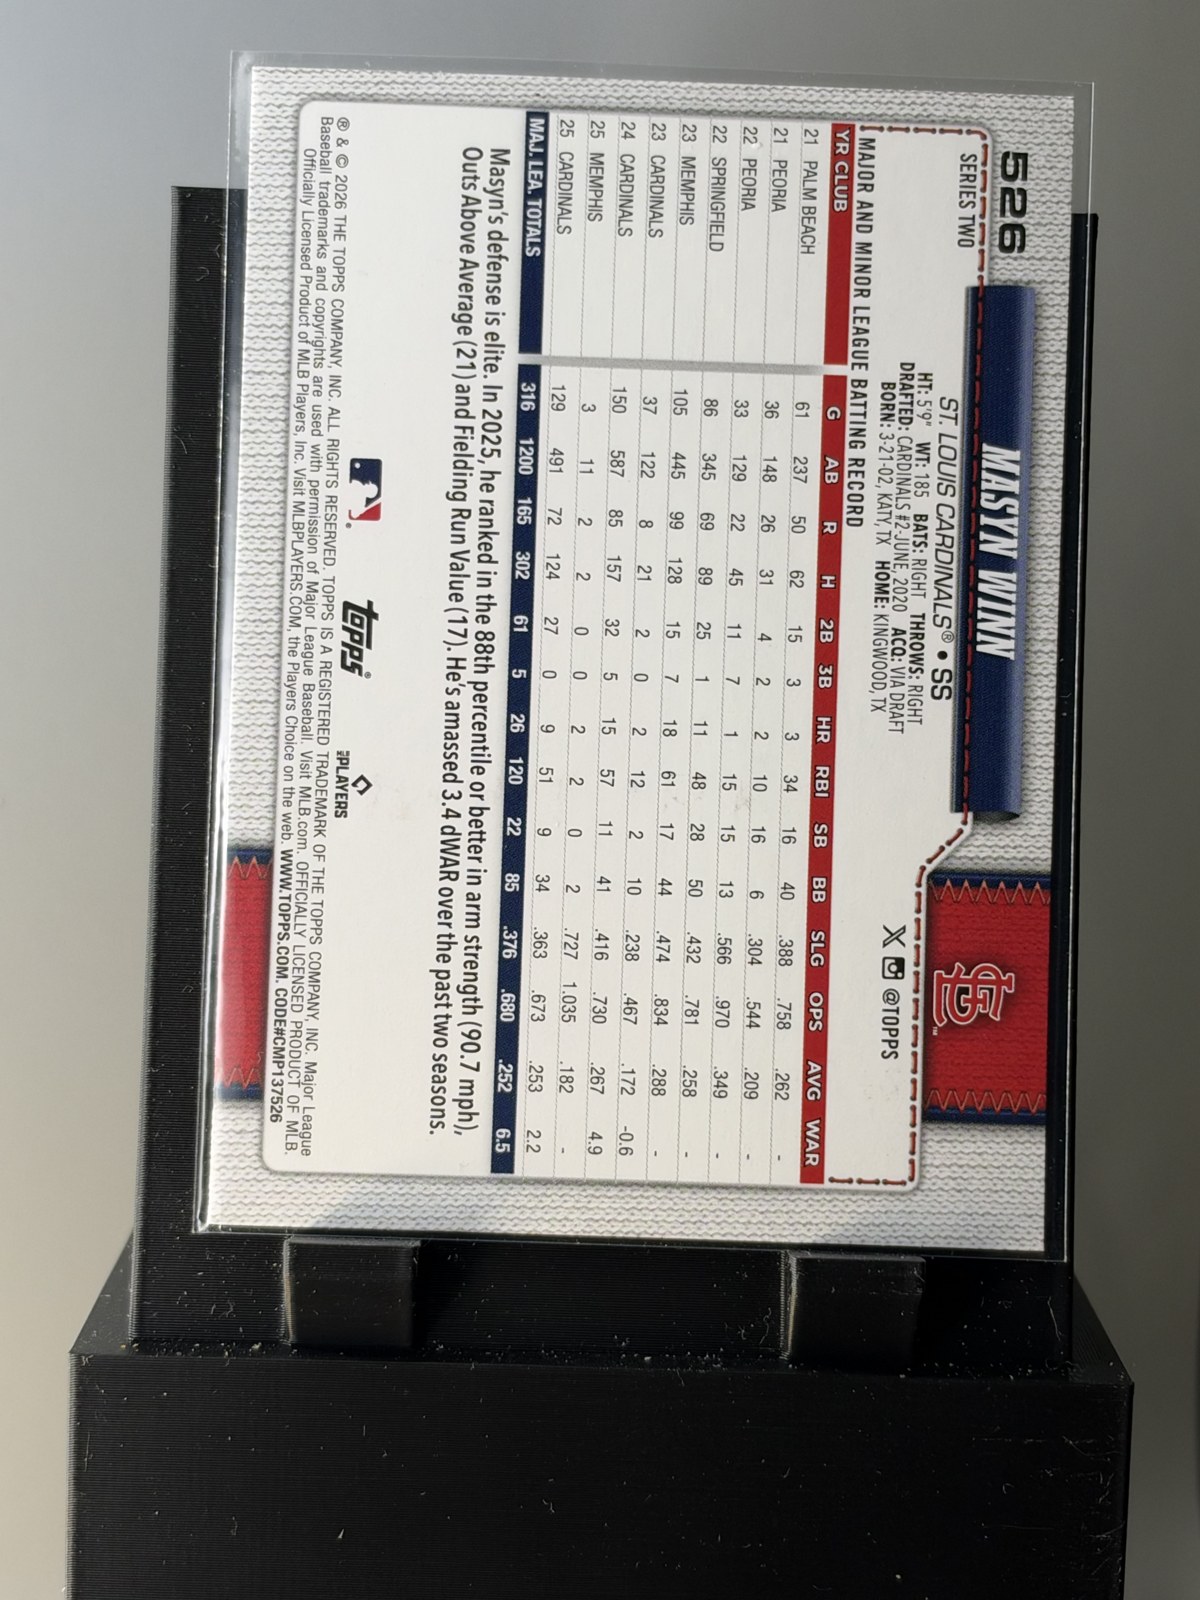 526
SERIES TWO
MASYN WINN
ST. LOUIS CARDINALS® • SS
HT: 5'9" WT: 185 BATS: RIGHT THROWS: RIGHT
DRAFTED: CARDINALS #2-JUNE, 2020 ACQ: VIA DRAFT
BORN: 3-21-02, KATY, TX HOME: KINGWOOD, TX
STL™
X @TOPPS
MAJOR AND MINOR LEAGUE BATTING RECORD
YR CLUB G AB R H 2B 3B HR RBI SB BB SLG OPS AVG WAR
21 PALM BEACH 61 237 50 62 15 3 3 34 16 40 .388 .758 .262 -
21 PEORIA 36 148 26 31 4 2 2 10 16 6 .304 .544 .209 -
22 PEORIA 33 129 22 45 11 7 1 15 15 13 .566 .970 .349 -
22 SPRINGFIELD 86 345 69 89 25 1 11 48 28 50 .432 .781 .258 -
23 MEMPHIS 105 445 99 128 15 7 18 61 17 44 .474 .834 .288 -
23 CARDINALS 37 122 8 21 2 0 2 12 2 10 .238 .467 .172 -0.6
24 CARDINALS 150 587 85 157 32 5 15 57 11 41 .416 .730 .267 4.9
25 MEMPHIS 3 11 2 2 0 0 2 2 0 2 .727 1.035 .182 -
25 CARDINALS 129 491 72 124 27 0 9 51 9 34 .363 .673 .253 2.2
MAJ. LEA. TOTALS 316 1200 165 302 61 5 26 120 22 85 .376 .680 .252 6.5
Masyn's defense is elite. In 2025, he ranked in the 88th percentile or better in arm strength (90.7 mph),
Outs Above Average (21) and Fielding Run Value (17). He's amassed 3.4 dWAR over the past two seasons.
topps®
MLB PLAYERS
® & © 2026 THE TOPPS COMPANY, INC. ALL RIGHTS RESERVED. TOPPS IS A REGISTERED TRADEMARK OF THE TOPPS COMPANY, INC. Major League
Baseball trademarks and copyrights are used with permission of Major League Baseball. Visit MLB.com. OFFICIALLY LICENSED PRODUCT OF MLB
Officially Licensed Product of MLB Players, Inc. Visit MLBPLAYERS.COM, the Players Choice on the web. WWW.TOPPS.COM. CODE#CMP137526